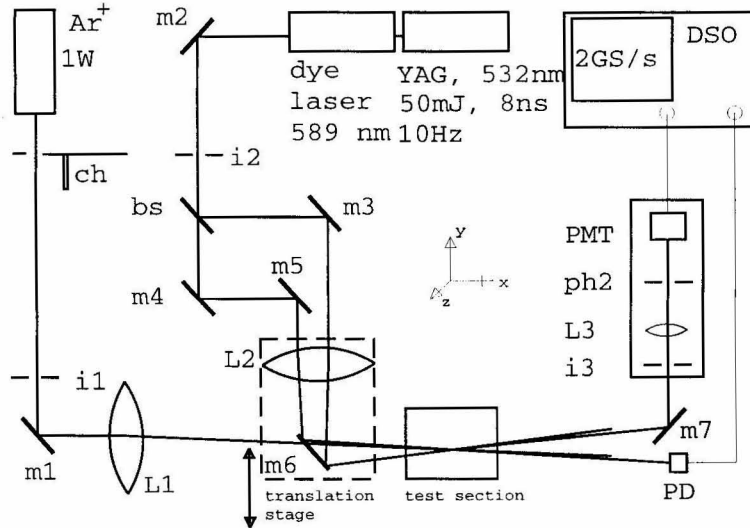 m2
Ar+
1W
dye
laser
589 nm
YAG, 532nm
50mJ, 8ns
10Hz
DSO
2GS/s
ch
i2
bs
m3
m4
m5
y
x
z
PMT
ph2
L3
i3
L2
i1
m1
L1
m6
m7
PD
translation
stage
test section